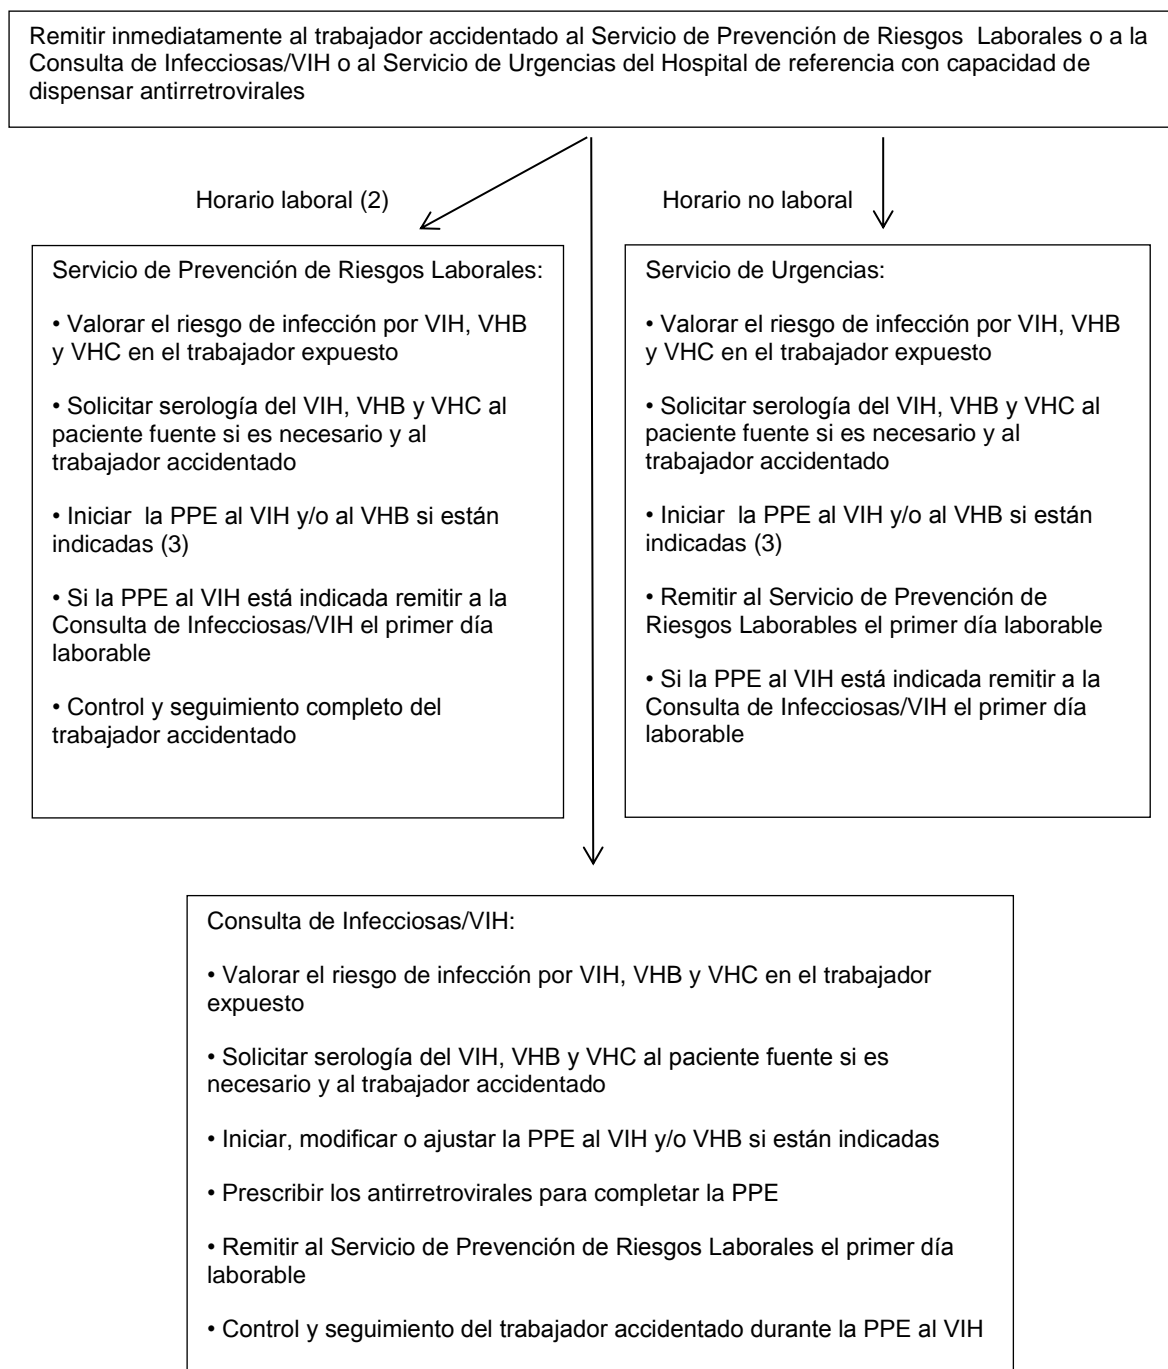 Remitir inmediatamente al trabajador accidentado al Servicio de Prevención de Riesgos Laborales o a la
Consulta de Infecciosas/VIH o al Servicio de Urgencias del Hospital de referencia con capacidad de
dispensar antirretrovirales
Horario laboral (2)
Horario no laboral
Servicio de Prevención de Riesgos Laborales:
• Valorar el riesgo de infección por VIH, VHB
y VHC en el trabajador expuesto
• Solicitar serología del VIH, VHB y VHC al
paciente fuente si es necesario y al
trabajador accidentado
• Iniciar la PPE al VIH y/o al VHB si están
indicadas (3)
• Si la PPE al VIH está indicada remitir a la
Consulta de Infecciosas/VIH el primer día
laborable
• Control y seguimiento completo del
trabajador accidentado
Servicio de Urgencias:
• Valorar el riesgo de infección por VIH, VHB
y VHC en el trabajador expuesto
• Solicitar serología del VIH, VHB y VHC al
paciente fuente si es necesario y al
trabajador accidentado
• Iniciar la PPE al VIH y/o al VHB si están
indicadas (3)
• Remitir al Servicio de Prevención de
Riesgos Laborables el primer día laborable
• Si la PPE al VIH está indicada remitir a la
Consulta de Infecciosas/VIH el primer día
laborable
Consulta de Infecciosas/VIH:
• Valorar el riesgo de infección por VIH, VHB y VHC en el trabajador
expuesto
• Solicitar serología del VIH, VHB y VHC al paciente fuente si es
necesario y al trabajador accidentado
• Iniciar, modificar o ajustar la PPE al VIH y/o VHB si están indicadas
• Prescribir los antirretrovirales para completar la PPE
• Remitir al Servicio de Prevención de Riesgos Laborales el primer día
laborable
• Control y seguimiento del trabajador accidentado durante la PPE al VIH